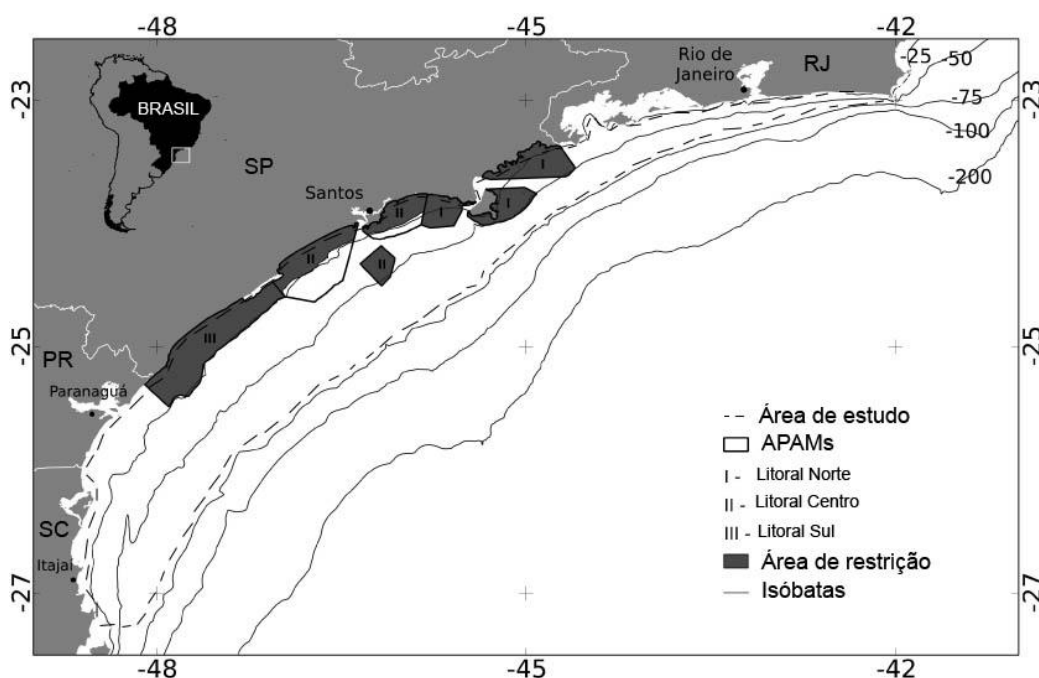 -48
-45
-42
-23
BRASIL
SP
Rio de
Janeiro
RJ
-25
-50
-75
-100
-200
-23
Santos
I
I
I
II
II
II
III
-25
-25
PR
Paranaguá
SC
Itajaí
-27
-27
Área de estudo
APAMs
I - Litoral Norte
II - Litoral Centro
III - Litoral Sul
Área de restrição
Isóbatas
-48
-45
-42